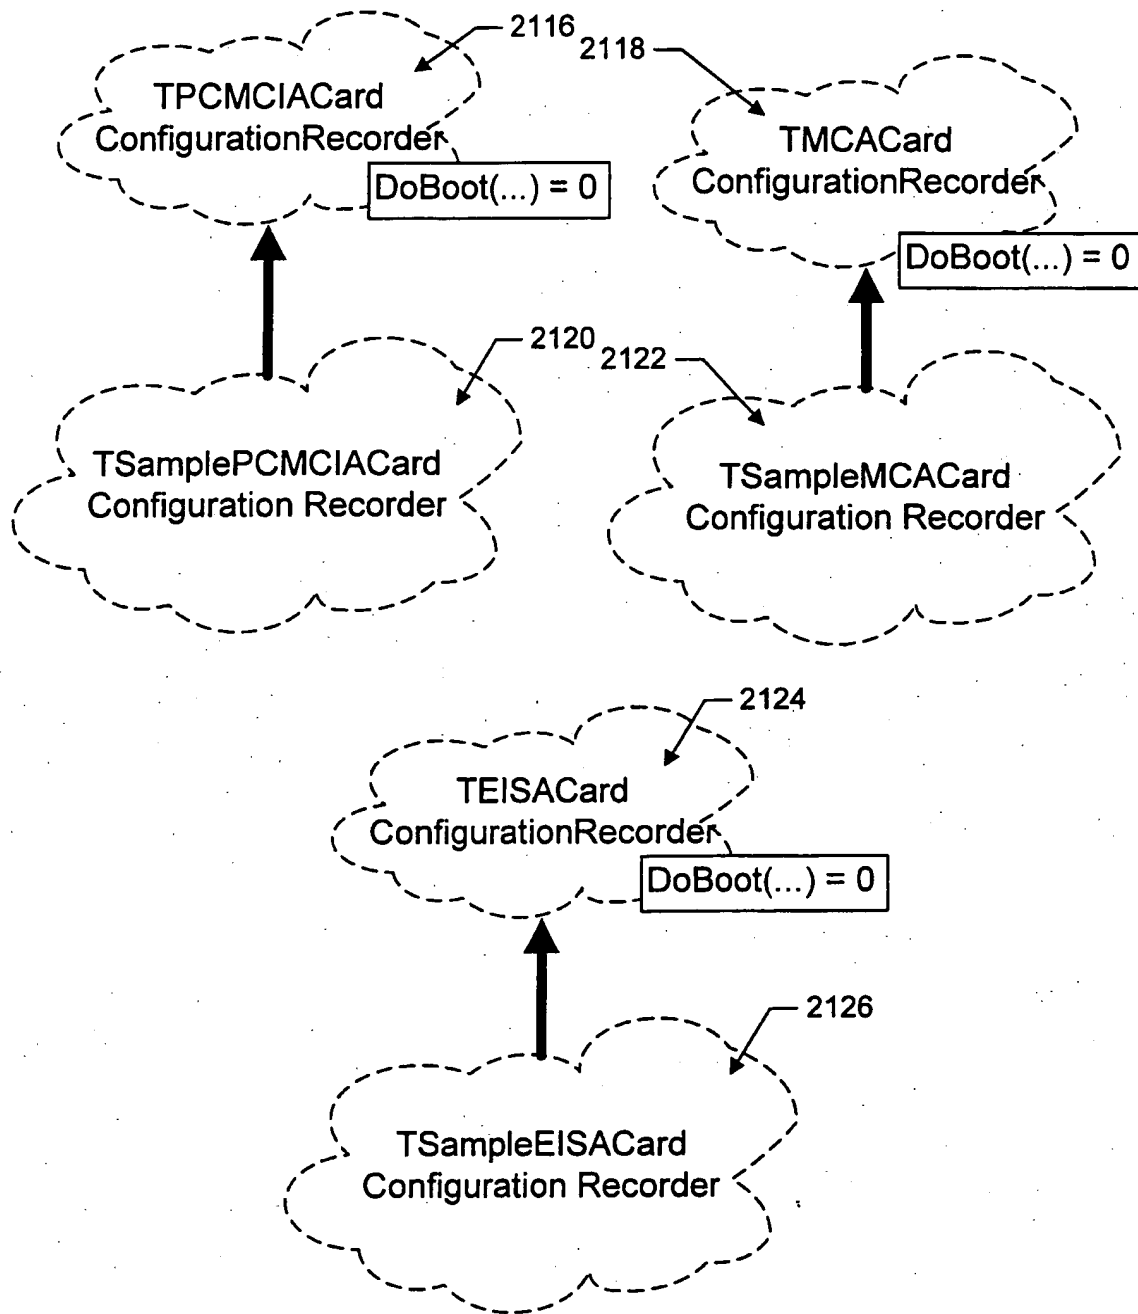 2116
2118
TPCMCIACard
ConfigurationRecorder
DoBoot(...) = 0
TMCACard
ConfigurationRecorder
DoBoot(...) = 0
2120
2122
TSamplePCMCIACard
Configuration Recorder
TSampleMCACard
Configuration Recorder
2124
TEISACard
ConfigurationRecorder
DoBoot(...) = 0
2126
TSampleEISACard
Configuration Recorder